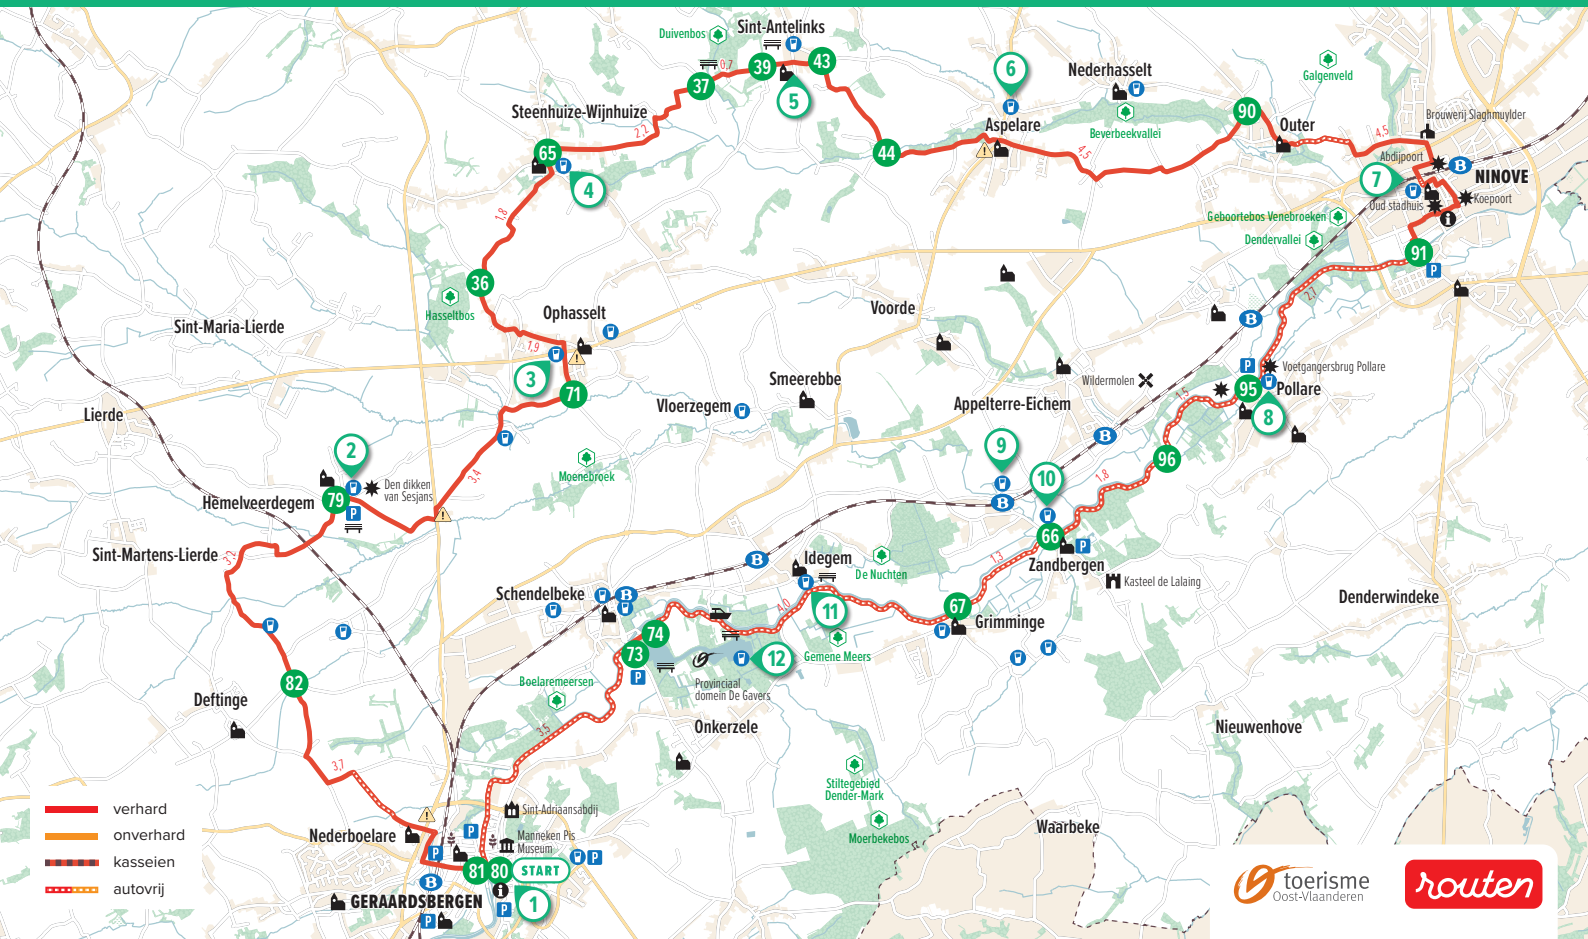 Sint-Antelinks
Duivenbos
0,7
39
43
37
5
6
Nederhasselt
Galgenveld
Steenhuize-Wijnhuize
2,2
65
4
44
Aspelare
Beverbeekvallei
4,5
90
Outer
4,5
Brouwerij Slaghmuylder
Abdijpoort
B
7
NINOVE
Oud stadhuis
Koepoort
Geboortebos Venebroeken
Dendervallei
91
P
2,7
1,8
36
Hasseltbos
Ophasselt
1,9
3
71
Sint-Maria-Lierde
Lierde
Voorde
Smeerebbe
Vloerzegem
Wildermolen
Appelterre-Eichem
B
P
Voetgangersbrug Pollare
95
Pollare
8
1,5
96
1,8
B
2
79
Den dikken
van Sesjans
Hemelveerdegem
P
3,4
Moenebroek
9
B
10
66
P
Zandbergen
Kasteel de Lalaing
1,3
Sint-Martens-Lierde
3,2
B
Idegem
De Nuchten
11
4,0
67
Grimminge
Gemene Meers
Denderwindeke
Schendelbeke
B
74
73
P
12
Provinciaal
domein De Gavers
Boelaremeersen
3,5
Onkerzele
Nieuwenhove
82
Deftinge
3,7
Stiltegebied
Dender-Mark
Moerbekebos
Waarbeke
Sint-Adriaansabdij
Manneken Pis
Museum
Nederboelare
P
P
81
80
START
P
B
GERAARDSBERGEN
P
P
1
verhard
onverhard
kasseien
autovrij
toerisme
Oost-Vlaanderen
routen